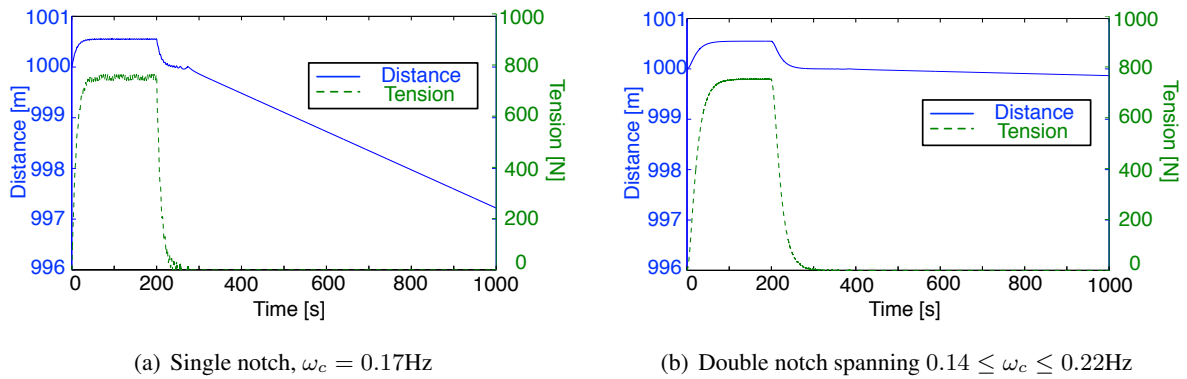 1001
1000
999
998
997
996
Distance [m]
1000
800
600
400
200
0
Tension [N]
Distance
Tension
0 200 400 600 800 1000
Time [s]
(a) Single notch, ωc = 0.17Hz
1001
1000
999
998
997
996
Distance [m]
1000
800
600
400
200
0
Tension [N]
Distance
Tension
0 200 400 600 800 1000
Time [s]
(b) Double notch spanning 0.14 ≤ ωc ≤ 0.22Hz